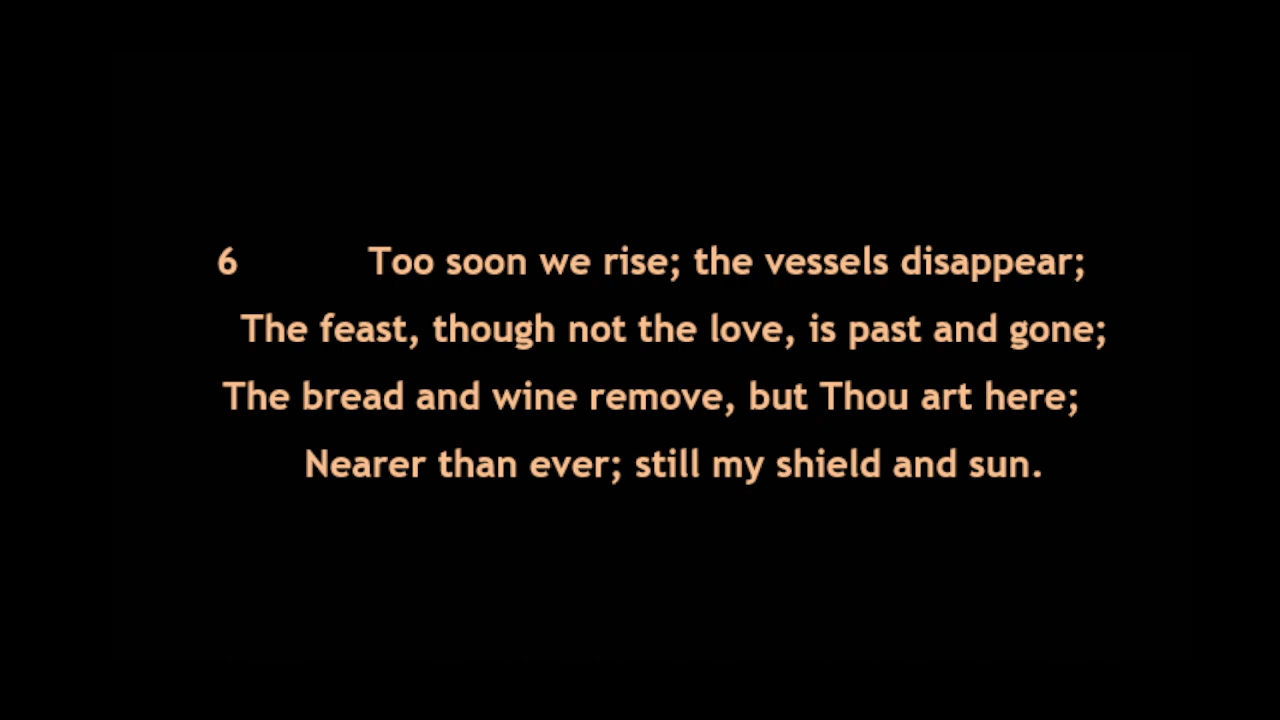 6 Too soon we rise; the vessels disappear;
The feast, though not the love, is past and gone;
The bread and wine remove, but Thou art here;
Nearer than ever; still my shield and sun.